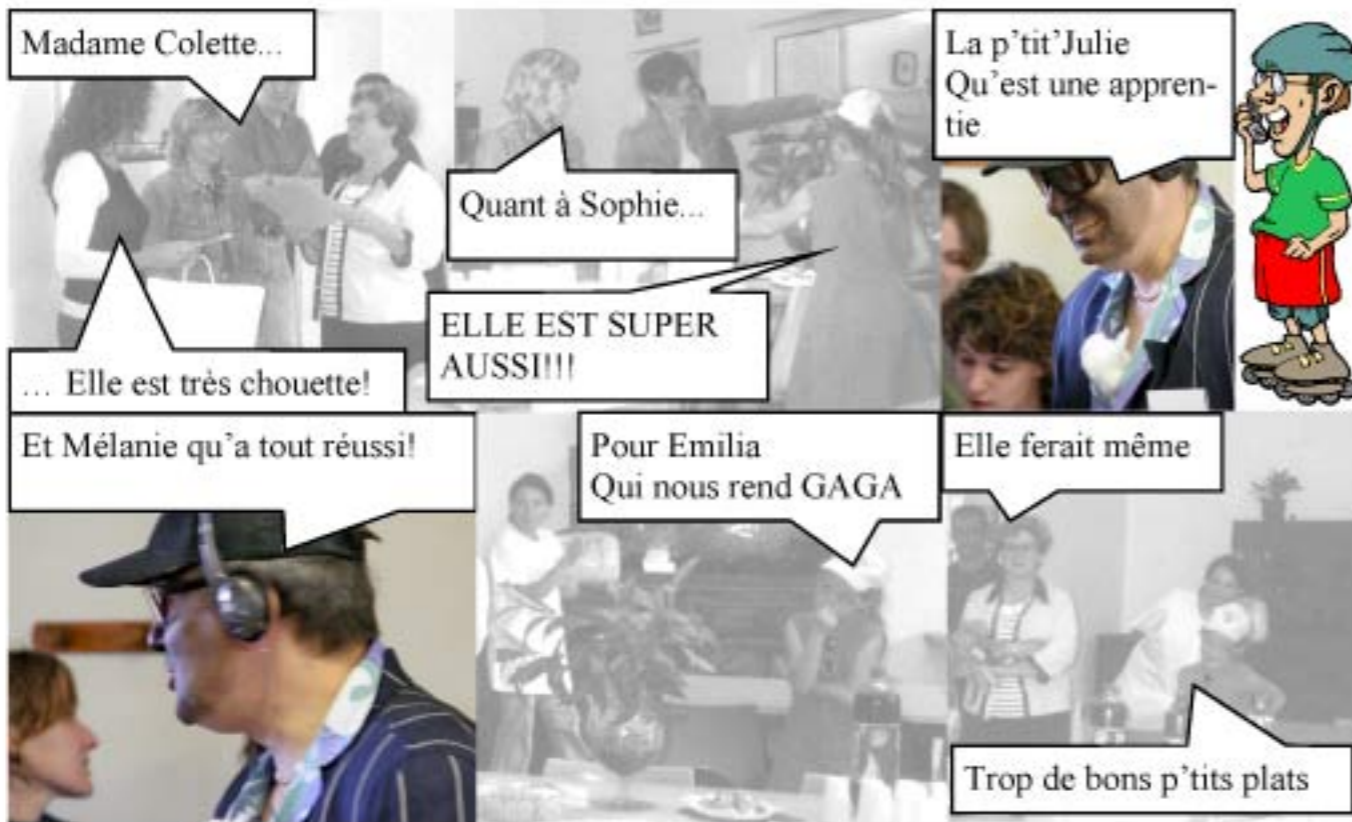 Madame Colette...
... Elle est très chouette!
Quant à Sophie...
ELLE EST SUPER
AUSSI!!!
La p'tit'Julie
Qu'est une appren-
tie
Et Mélanie qu'a tout réussi!
Pour Emilia
Qui nous rend GAGA
Elle ferait même
Trop de bons p'tits plats